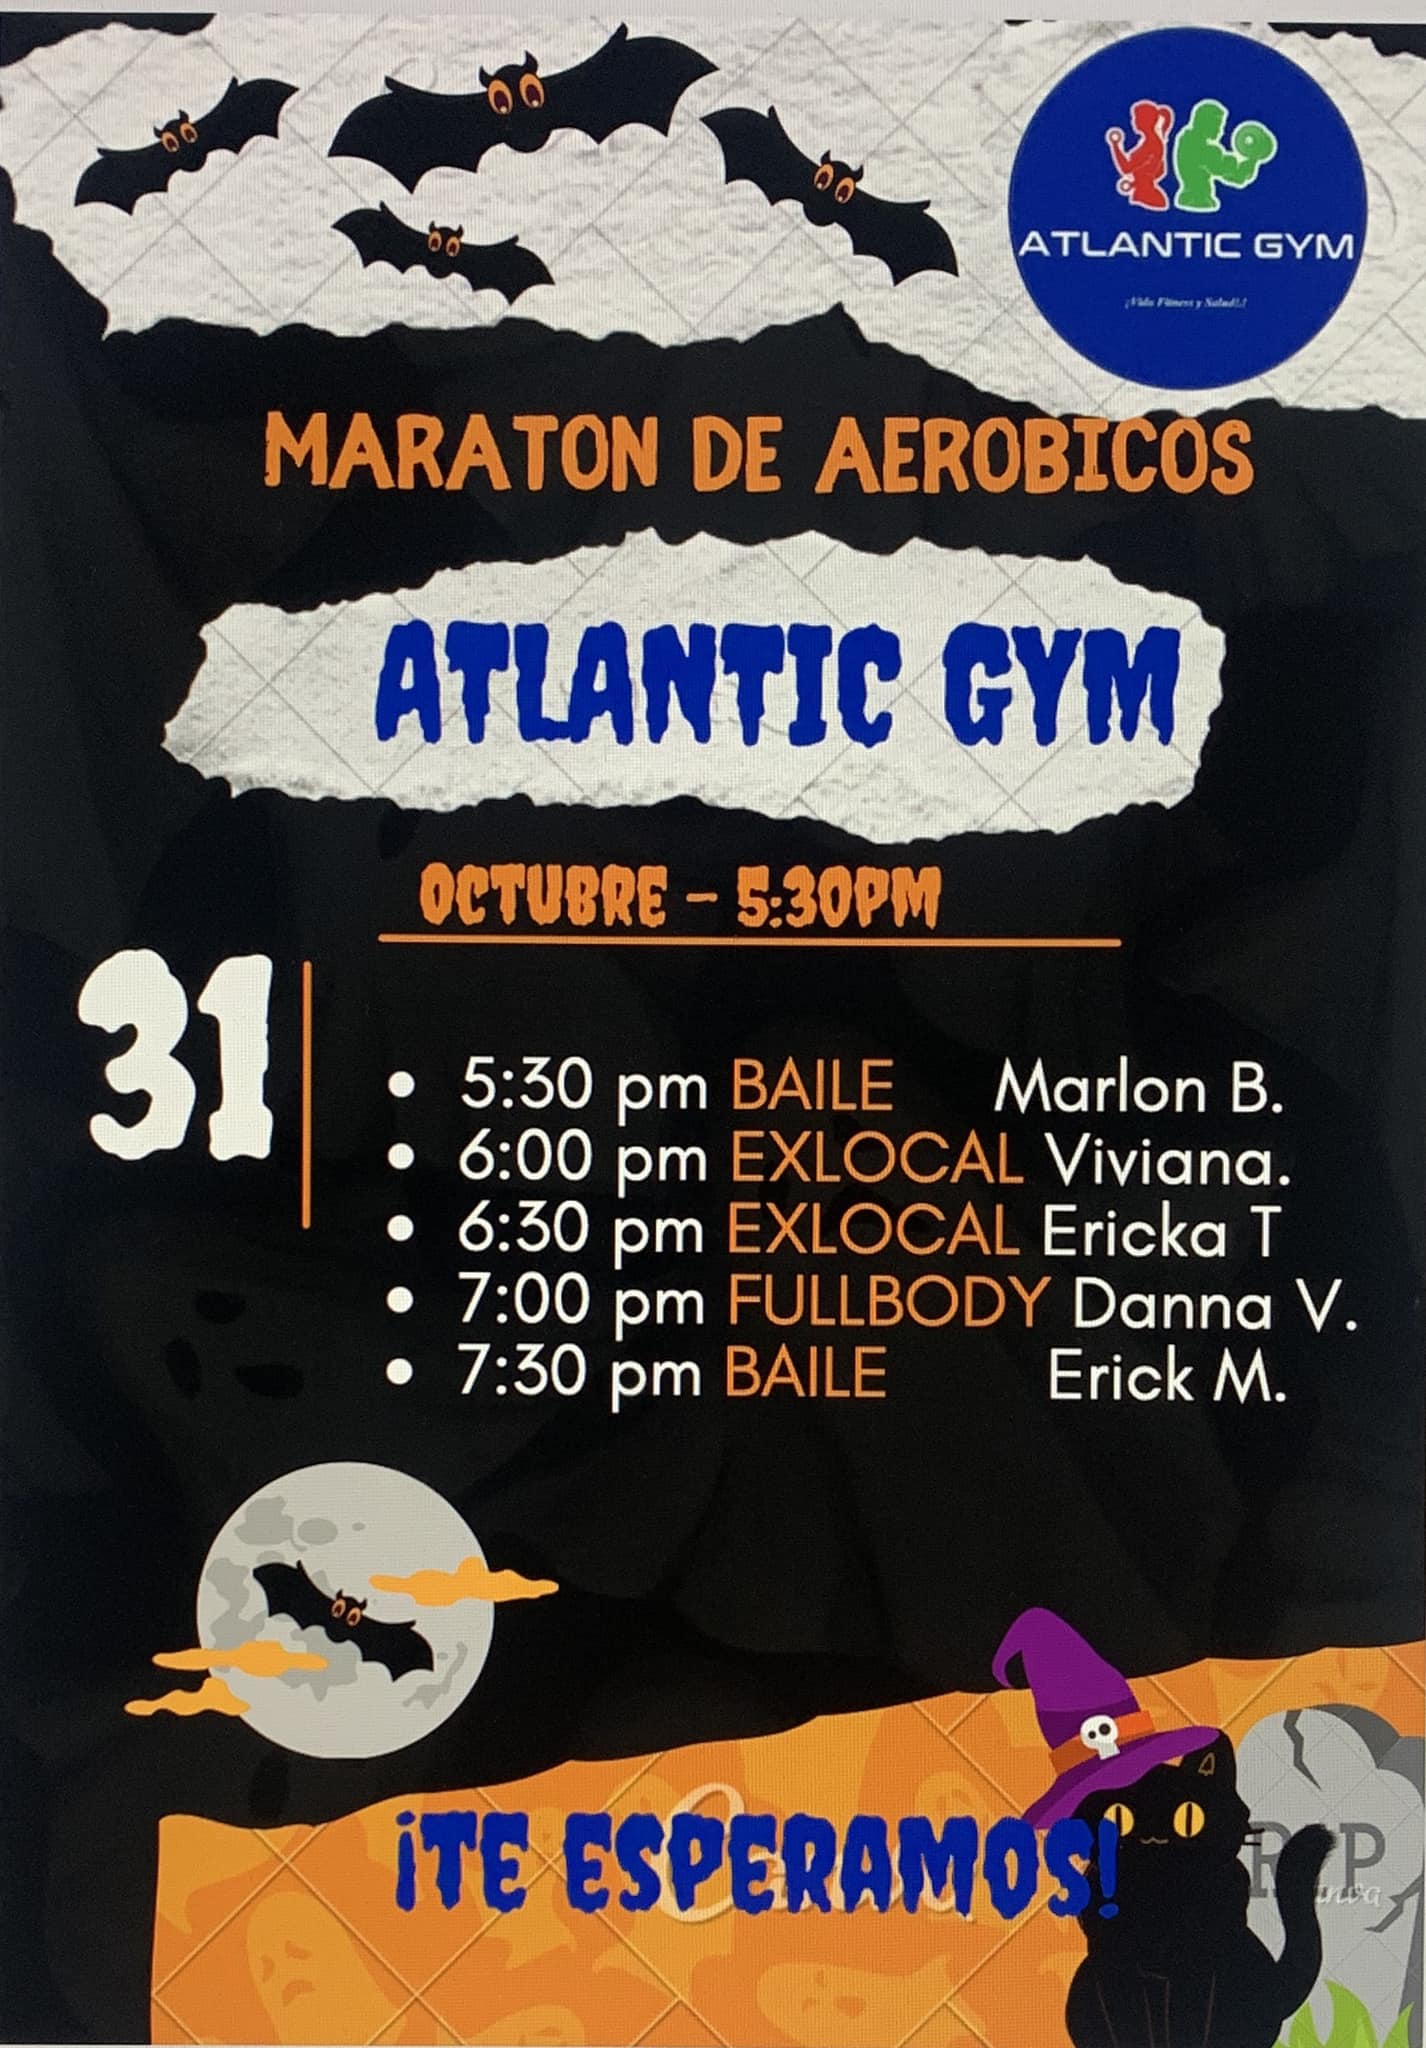 ATLANTIC GYM
¡Vida Fitness y Salud!.!
MARATON DE AEROBICOS
ATLANTIC GYM
OCTUBRE - 5:30PM
31
• 5:30 pm BAILE Marlon B.
• 6:00 pm EXLOCAL Viviana.
• 6:30 pm EXLOCAL Ericka T
• 7:00 pm FULLBODY Danna V.
• 7:30 pm BAILE Erick M.
¡TE ESPERAMOS!
RIP
Canva